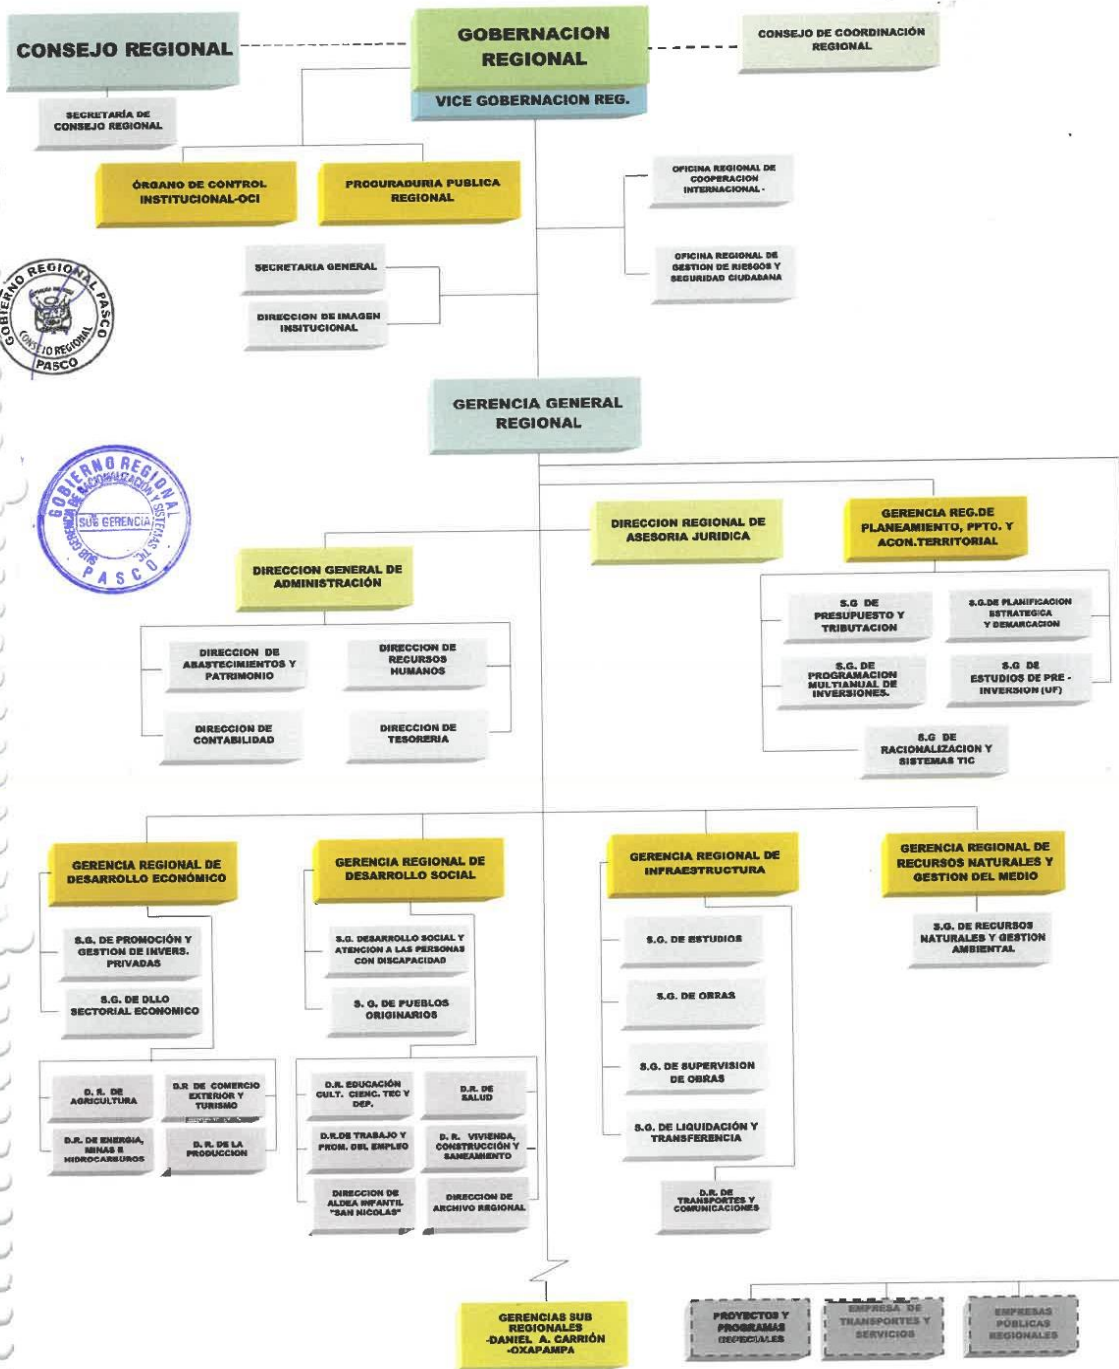 CONSEJO REGIONAL
GOBERNACION
REGIONAL
CONSEJO DE COORDINACIÓN
REGIONAL
VICE GOBERNACION REG.
SECRETARÍA DE
CONSEJO REGIONAL
ÓRGANO DE CONTROL
INSTITUCIONAL-OCI
PROCURADURIA PUBLICA
REGIONAL
OFICINA REGIONAL DE
COOPERACION
INTERNACIONAL -
SECRETARIA GENERAL
OFICINA REGIONAL DE
GESTION DE RIESGOS Y
SEGURIDAD CIUDADANA
DIRECCION DE IMAGEN
INSITUCIONAL
GOBIERNO REGIONAL PASCO
CONSEJO REGIONAL
PASCO
GERENCIA GENERAL
REGIONAL
GOBIERNO REGIONAL
SUB GERENCIA DE RACIONALIZACIÓN Y SISTEMAS TIC
SUB GERENCIA
PASCO
DIRECCION REGIONAL DE
ASESORIA JURIDICA
GERENCIA REG.DE
PLANEAMIENTO, PPTO. Y
ACON.TERRITORIAL
DIRECCION GENERAL DE
ADMINISTRACIÓN
S.G DE
PRESUPUESTO Y
TRIBUTACION
S.G.DE PLANIFICACION
ESTRATEGICA
Y DEMARCACION
DIRECCION DE
ABASTECIMIENTOS Y
PATRIMONIO
DIRECCION DE
RECURSOS
HUMANOS
S.G. DE
PROGRAMACION
MULTIANUAL DE
INVERSIONES.
S.G DE
ESTUDIOS DE PRE -
INVERSION (UF)
DIRECCION DE
CONTABILIDAD
DIRECCION DE
TESORERIA
S.G DE
RACIONALIZACION Y
SISTEMAS TIC
GERENCIA REGIONAL DE
DESARROLLO ECONÓMICO
GERENCIA REGIONAL DE
DESARROLLO SOCIAL
GERENCIA REGIONAL DE
INFRAESTRUCTURA
GERENCIA REGIONAL DE
RECURSOS NATURALES Y
GESTION DEL MEDIO
S.G. DE PROMOCIÓN Y
GESTION DE INVERS.
PRIVADAS
S.G. DESARROLLO SOCIAL Y
ATENCION A LAS PERSONAS
CON DISCAPACIDAD
S.G. DE ESTUDIOS
S.G. DE RECURSOS
NATURALES Y GESTION
AMBIENTAL
S.G. DE DLLO
SECTORIAL ECONOMICO
S. G. DE PUEBLOS
ORIGINARIOS
S.G. DE OBRAS
D. R. DE
AGRICULTURA
D.R DE COMERCIO
EXTERIOR Y
TURISMO
D.R. EDUCACIÓN
CULT. CIENC. TEC Y
DEP.
D.R. DE
SALUD
S.G. DE SUPERVISION
DE OBRAS
D.R. DE ENERGIA,
MINAS E
HIDROCARBUROS
D. R. DE LA
PRODUCCION
D.R.DE TRABAJO Y
PROM. DEL EMPLEO
D. R. VIVIENDA,
CONSTRUCCIÓN Y
SANEAMIENTO
S.G. DE LIQUIDACIÓN Y
TRANSFERENCIA
DIRECCION DE
ALDEA INFANTIL
"SAN NICOLAS"
DIRECCION DE
ARCHIVO REGIONAL
D.R. DE
TRANSPORTES Y
COMUNICACIONES
GERENCIAS SUB
REGIONALES
-DANIEL A. CARRIÓN
-OXAPAMPA
PROYECTOS Y
PROGRAMAS
ESPECIALES
EMPRESA DE
TRANSPORTES Y
SERVICIOS
EMPRESAS
PÚBLICAS
REGIONALES